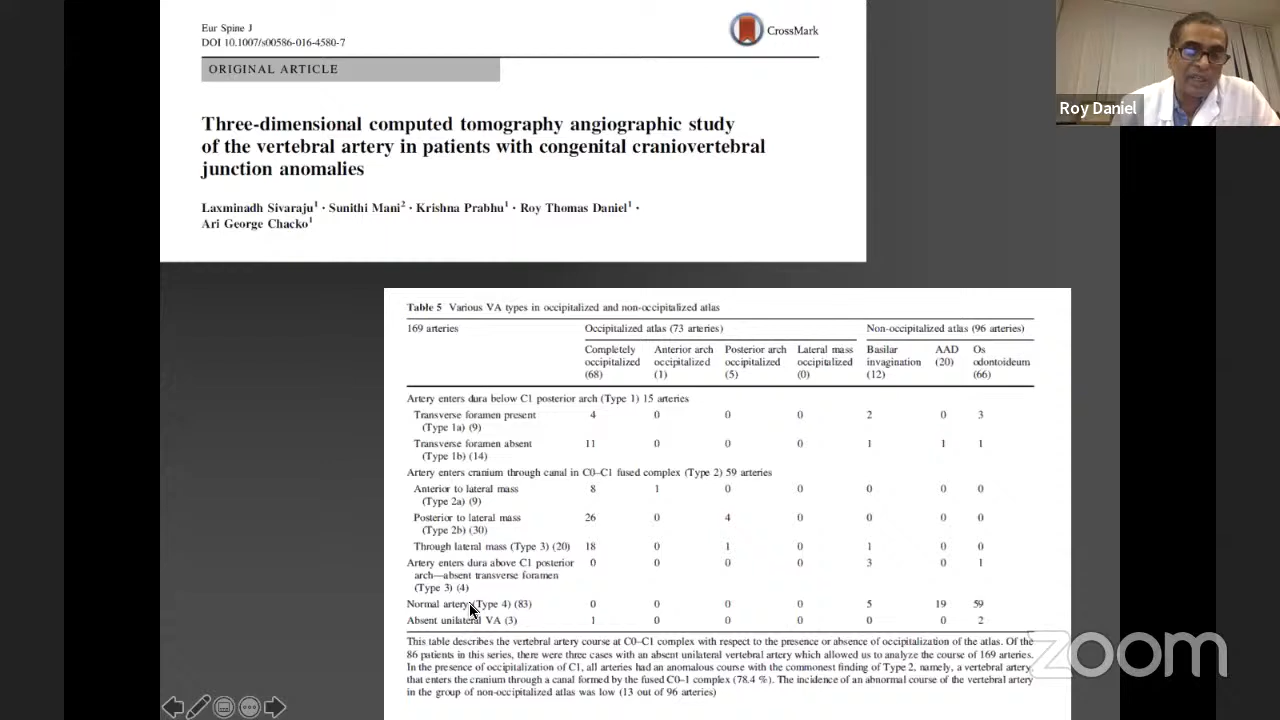 Eur Spine J
DOI 10.1007/s00586-016-4580-7
CrossMark
ORIGINAL ARTICLE
Three-dimensional computed tomography angiographic study
of the vertebral artery in patients with congenital craniovertebral
junction anomalies
Laxminadh Sivaraju1 · Sunithi Mani2 · Krishna Prabhu1 · Roy Thomas Daniel1 ·
Ari George Chacko1
Roy Daniel
Table 5 Various VA types in occipitalized and non-occipitalized atlas
169 arteries Occipitalized atlas (73 arteries) Non-occipitalized atlas (96 arteries)
Completely Anterior arch Posterior arch Lateral mass Basilar AAD Os
occipitalized occipitalized occipitalized occipitalized invagination (20) odontoideum
(68) (1) (5) (0) (12) (66)
Artery enters dura below C1 posterior arch (Type 1) 15 arteries
Transverse foramen present 4 0 0 0 2 0 3
(Type 1a) (9)
Transverse foramen absent 11 0 0 0 1 1 1
(Type 1b) (14)
Artery enters cranium through canal in C0–C1 fused complex (Type 2) 59 arteries
Anterior to lateral mass 8 1 0 0 0 0 0
(Type 2a) (9)
Posterior to lateral mass 26 0 4 0 0 0 0
(Type 2b) (30)
Through lateral mass (Type 3) (20) 18 0 1 0 1 0 0
Artery enters dura above C1 posterior 0 0 0 0 3 0 1
arch—absent transverse foramen
(Type 3) (4)
Normal artery (Type 4) (83) 0 0 0 0 5 19 59
Absent unilateral VA (3) 1 0 0 0 0 0 2
This table describes the vertebral artery course at C0–C1 complex with respect to the presence or absence of occipitalization of the atlas. Of the
86 patients in this series, there were three cases with an absent unilateral vertebral artery which allowed us to analyze the course of 169 arteries.
In the presence of occipitalization of C1, all arteries had an anomalous course with the commonest finding of Type 2, namely, a vertebral artery
that enters the cranium through a canal formed by the fused C0–1 complex (78.4 %). The incidence of an abnormal course of the vertebral artery
in the group of non-occipitalized atlas was low (13 out of 96 arteries)
zoom